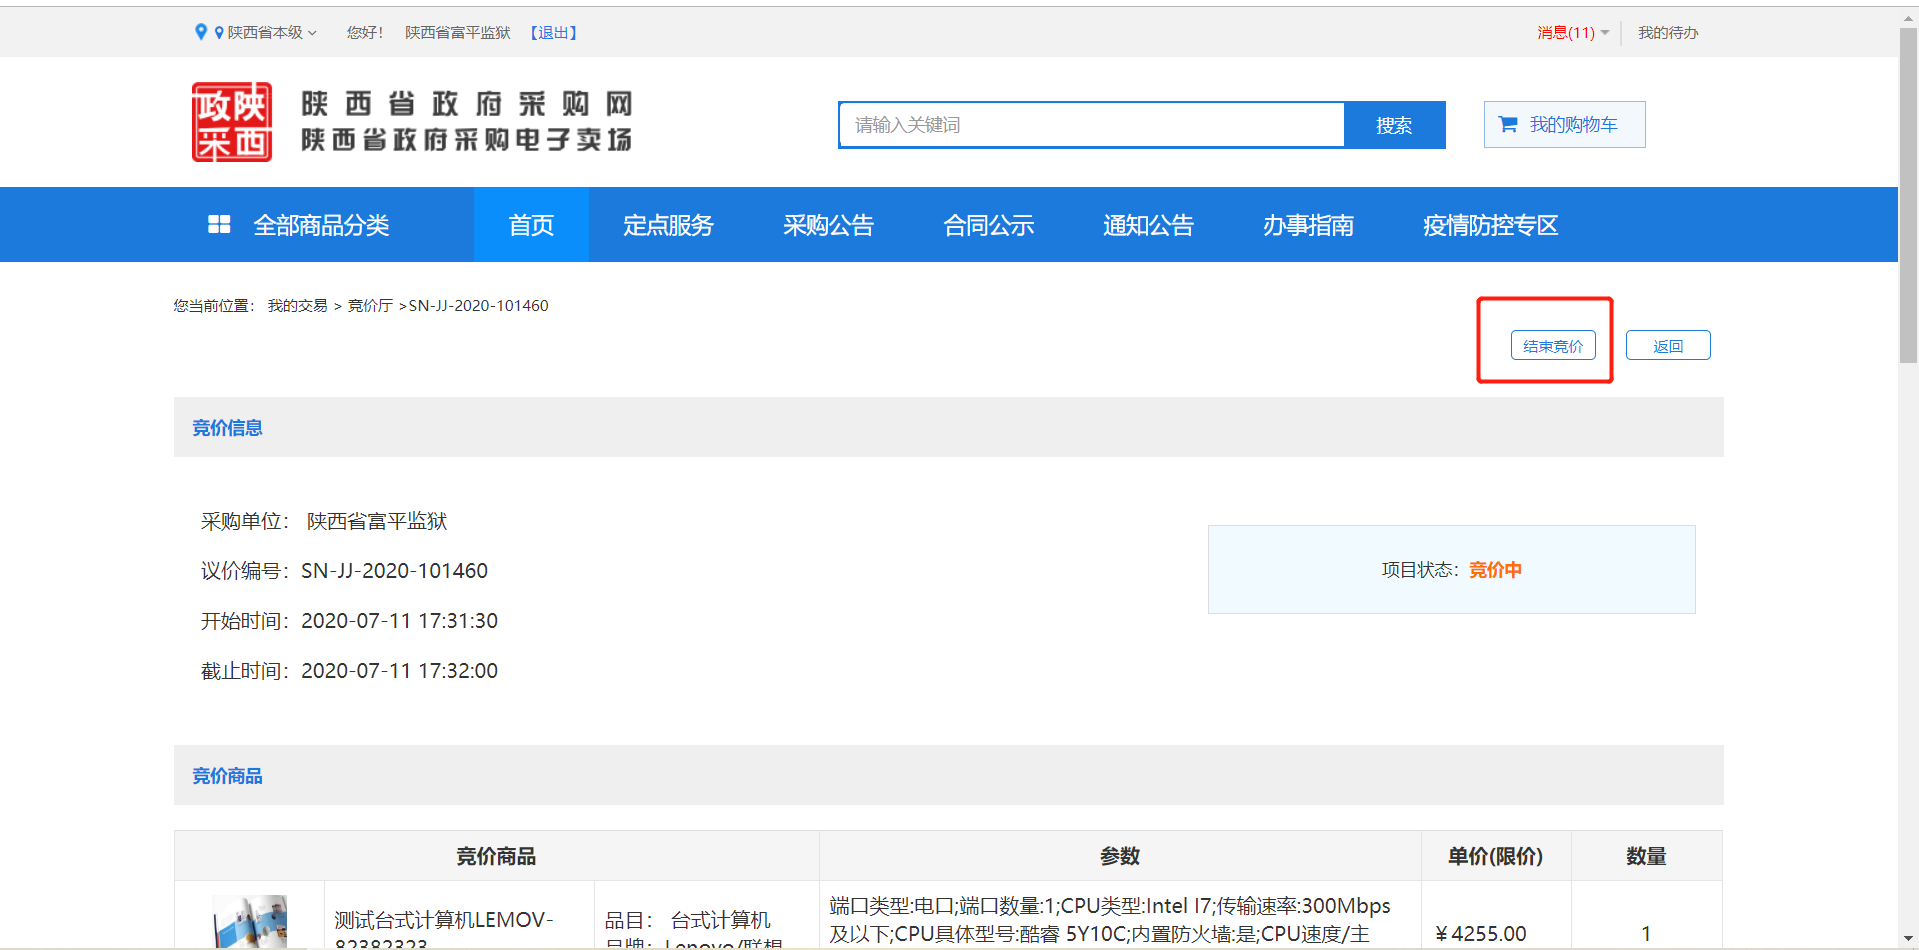 陕西省本级 您好！ 陕西省富平监狱 【退出】 消息(11) 我的待办
政陕
采西
陕西省政府采购网
陕西省政府采购电子卖场
请输入关键词 搜索 我的购物车
全部商品分类 首页 定点服务 采购公告 合同公示 通知公告 办事指南 疫情防控专区
您当前位置： 我的交易 > 竞价厅 >SN-JJ-2020-101460
结束竞价 返回
竞价信息
采购单位： 陕西省富平监狱
议价编号：SN-JJ-2020-101460
项目状态：竞价中
开始时间：2020-07-11 17:31:30
截止时间：2020-07-11 17:32:00
竞价商品
竞价商品 参数 单价(限价) 数量
测试台式计算机LEMOV-
82382323
品目： 台式计算机
品牌：Lenovo/联想
端口类型:电口;端口数量:1;CPU类型:Intel I7;传输速率:300Mbps
及以下;CPU具体型号:酷睿 5Y10C;内置防火墙:是;CPU速度/主
￥4255.00
1